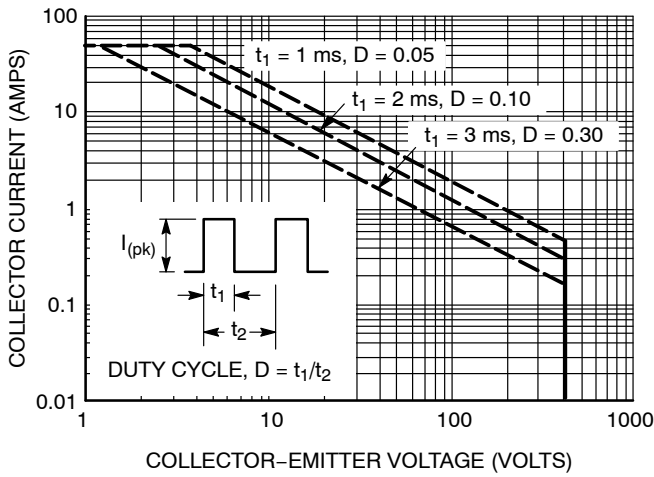 COLLECTOR CURRENT (AMPS)
100
10
1
0.1
0.01
t1 = 1 ms, D = 0.05
t1 = 2 ms, D = 0.10
t1 = 3 ms, D = 0.30
I(pk)
t1
t2
DUTY CYCLE, D = t1/t2
1
10
100
1000
COLLECTOR−EMITTER VOLTAGE (VOLTS)